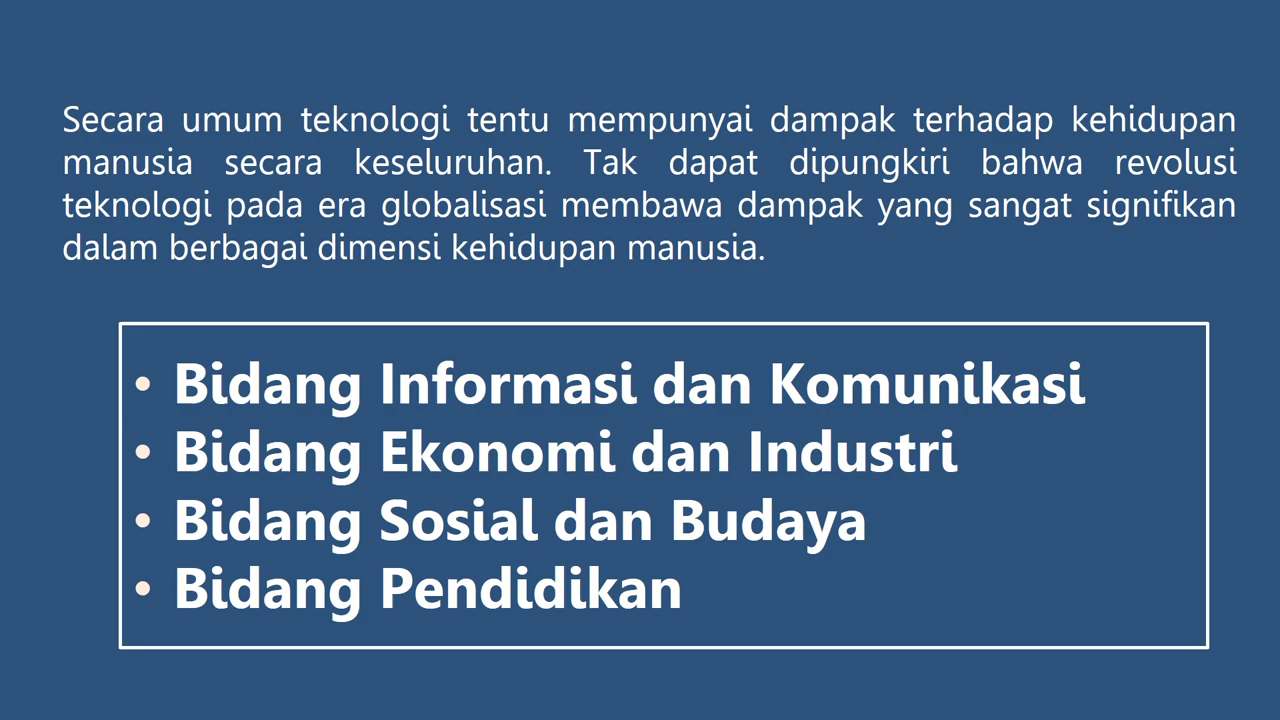 Secara umum teknologi tentu mempunyai dampak terhadap kehidupan
manusia secara keseluruhan. Tak dapat dipungkiri bahwa revolusi
teknologi pada era globalisasi membawa dampak yang sangat signifikan
dalam berbagai dimensi kehidupan manusia.
• Bidang Informasi dan Komunikasi
• Bidang Ekonomi dan Industri
• Bidang Sosial dan Budaya
• Bidang Pendidikan